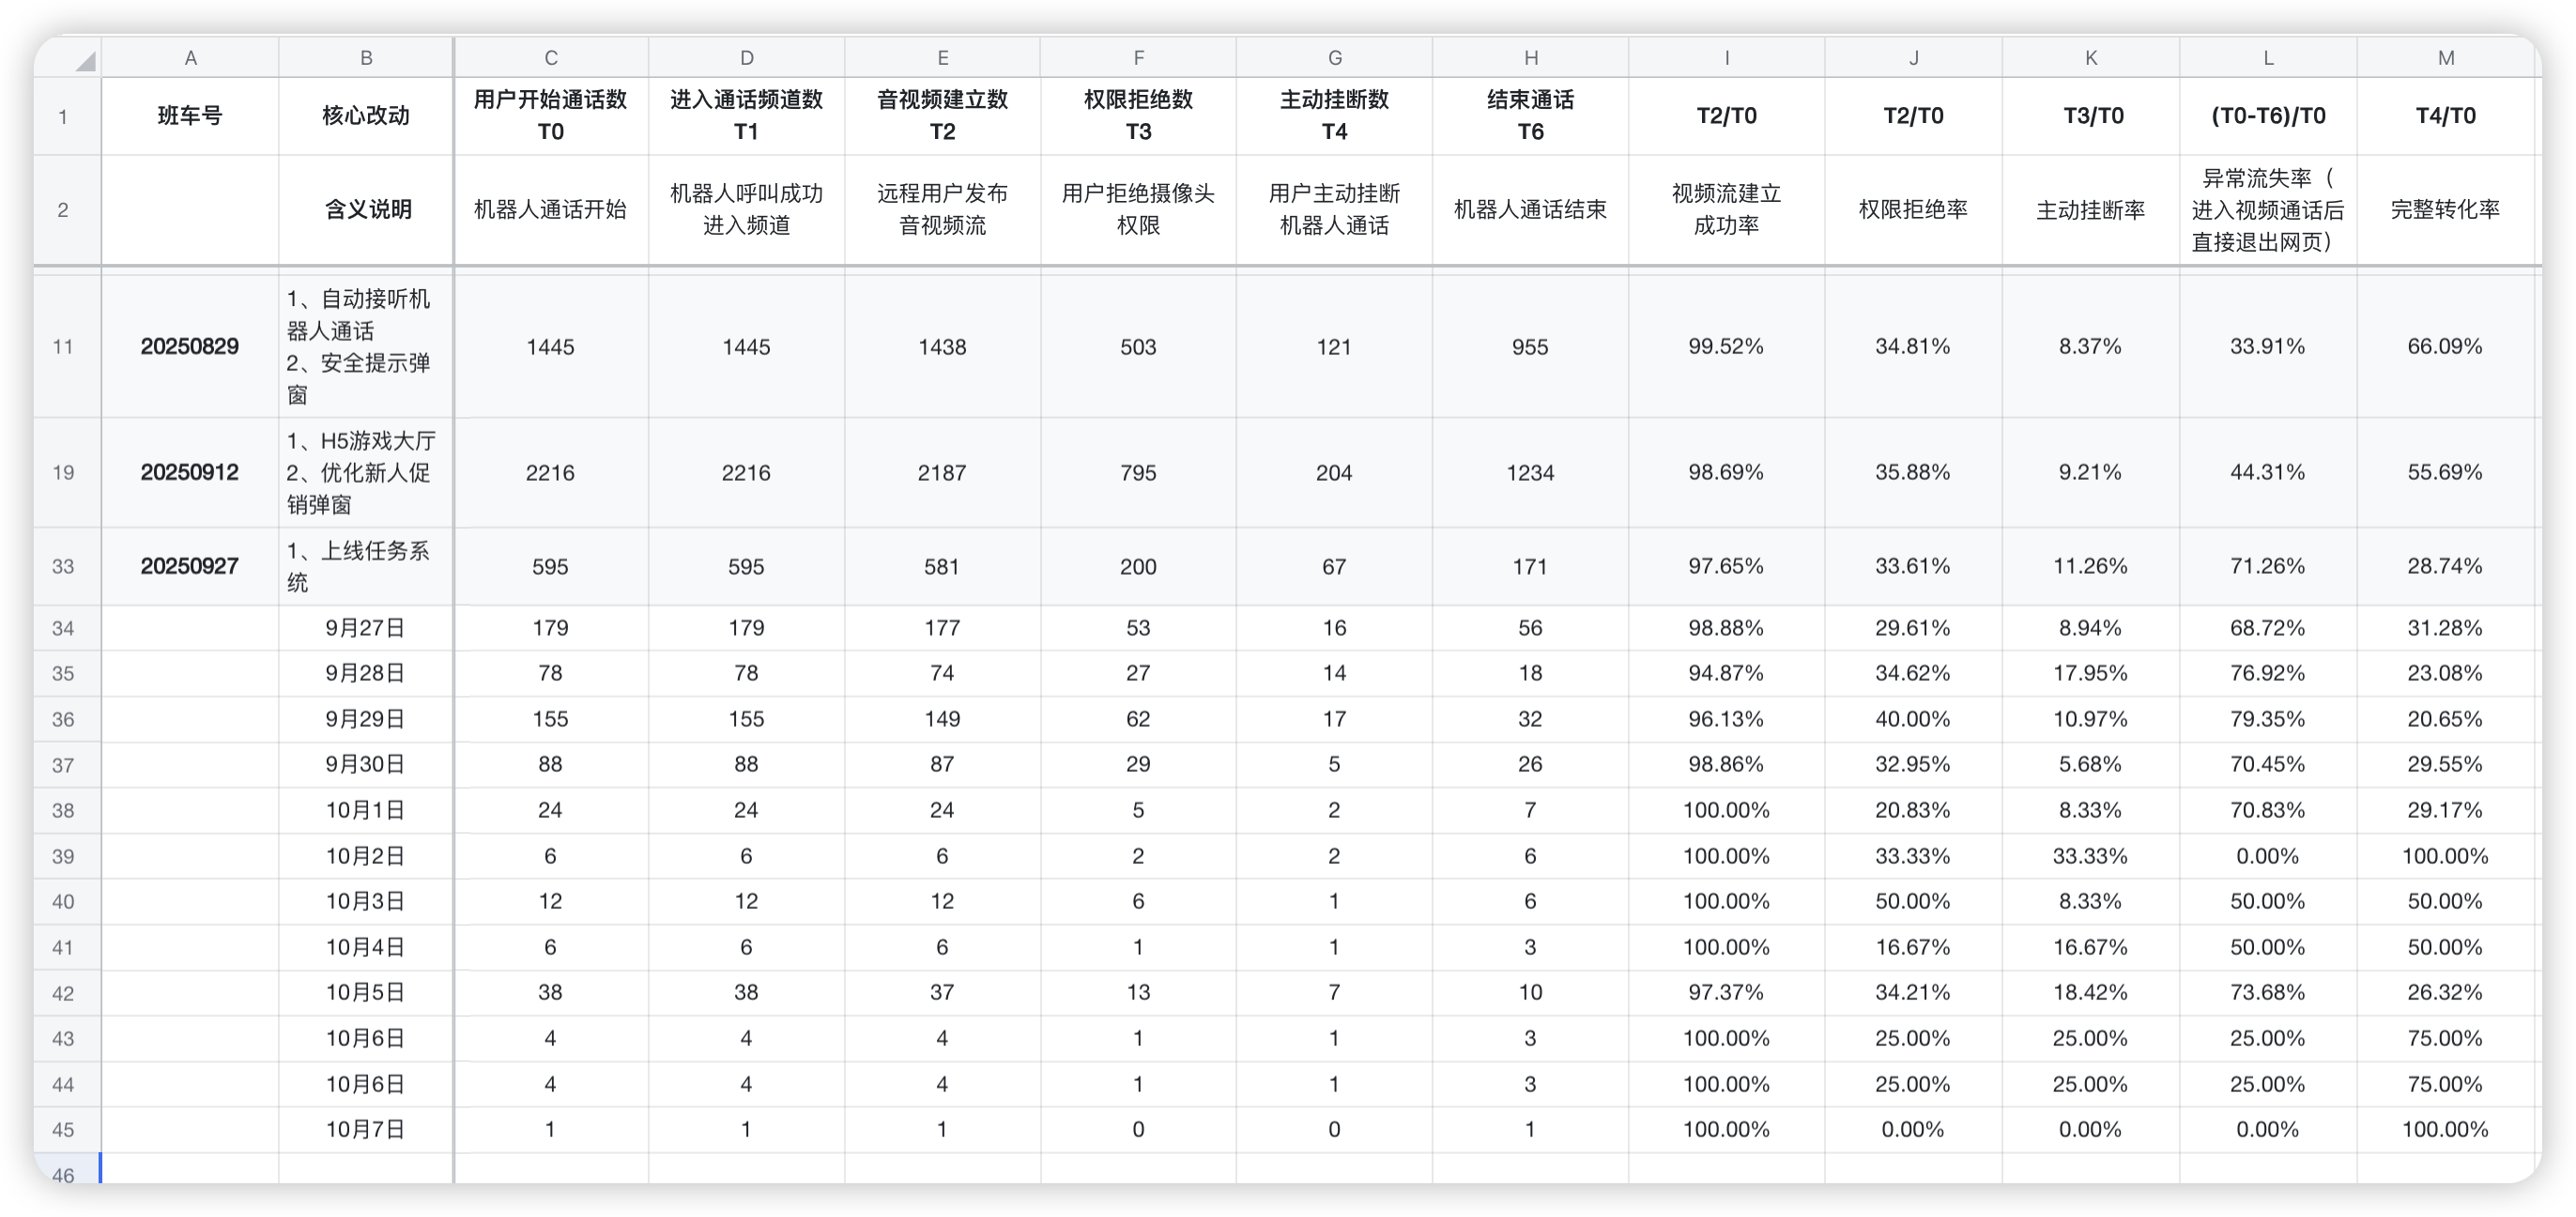 A B C D E F G H I J K L M
1 班车号 核心改动 用户开始通话数 T0 进入通话频道数 T1 音视频建立数 T2 权限拒绝数 T3 主动挂断数 T4 结束通话 T6 T2/T0 T2/T0 T3/T0 (T0-T6)/T0 T4/T0
2 含义说明 机器人通话开始 机器人呼叫成功进入频道 远程用户发布音视频流 用户拒绝摄像头权限 用户主动挂断机器人通话 机器人通话结束 视频流建立成功率 权限拒绝率 主动挂断率 异常流失率（进入视频通话后直接退出网页） 完整转化率
11 20250829 1、自动接听机器人通话 2、安全提示弹窗 1445 1445 1438 503 121 955 99.52% 34.81% 8.37% 33.91% 66.09%
19 20250912 1、H5游戏大厅 2、优化新人促销弹窗 2216 2216 2187 795 204 1234 98.69% 35.88% 9.21% 44.31% 55.69%
33 20250927 1、上线任务系统 595 595 581 200 67 171 97.65% 33.61% 11.26% 71.26% 28.74%
34 9月27日 179 179 177 53 16 56 98.88% 29.61% 8.94% 68.72% 31.28%
35 9月28日 78 78 74 27 14 18 94.87% 34.62% 17.95% 76.92% 23.08%
36 9月29日 155 155 149 62 17 32 96.13% 40.00% 10.97% 79.35% 20.65%
37 9月30日 88 88 87 29 5 26 98.86% 32.95% 5.68% 70.45% 29.55%
38 10月1日 24 24 24 5 2 7 100.00% 20.83% 8.33% 70.83% 29.17%
39 10月2日 6 6 6 2 2 6 100.00% 33.33% 33.33% 0.00% 100.00%
40 10月3日 12 12 12 6 1 6 100.00% 50.00% 8.33% 50.00% 50.00%
41 10月4日 6 6 6 1 1 3 100.00% 16.67% 16.67% 50.00% 50.00%
42 10月5日 38 38 37 13 7 10 97.37% 34.21% 18.42% 73.68% 26.32%
43 10月6日 4 4 4 1 1 3 100.00% 25.00% 25.00% 25.00% 75.00%
44 10月6日 4 4 4 1 1 3 100.00% 25.00% 25.00% 25.00% 75.00%
45 10月7日 1 1 1 0 0 1 100.00% 0.00% 0.00% 0.00% 100.00%
46